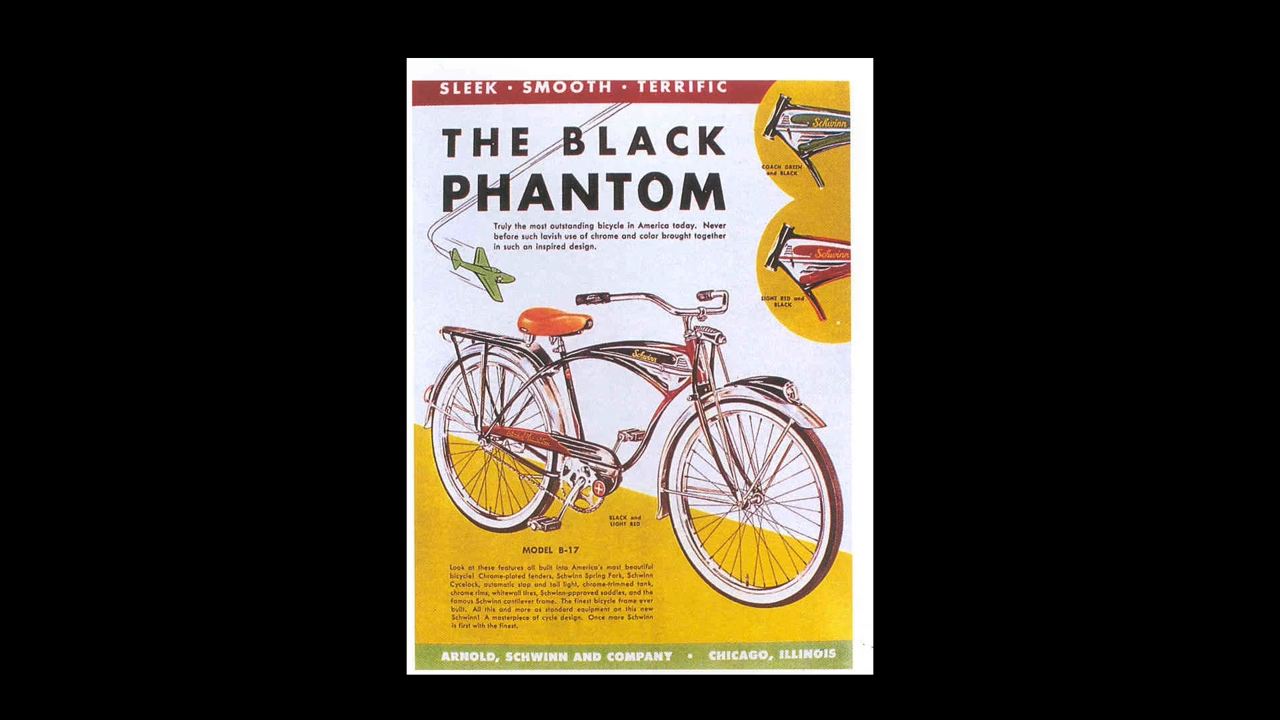 SLEEK · SMOOTH · TERRIFIC
THE BLACK
PHANTOM
Truly the most outstanding bicycle in America today. Never
before such lavish use of chrome and color brought together
in such an inspired design.
Schwinn
COACH GREEN
and BLACK
Schwinn
LIGHT RED and
BLACK
Schwinn
BLACK and
LIGHT RED
MODEL B-17
Look at these features all built into America's most beautiful
bicycle! Chrome-plated fenders, Schwinn Spring Fork, Schwinn
Cycelock, automatic stop and tail light, chrome-trimmed tank,
chrome rims, whitewall tires, Schwinn-approved saddles, and the
famous Schwinn cantilever frame. The finest bicycle frame ever
built. All this and more as standard equipment on this new
Schwinn! A masterpiece of cycle design. Once more Schwinn
is first with the finest.
ARNOLD, SCHWINN AND COMPANY • CHICAGO, ILLINOIS